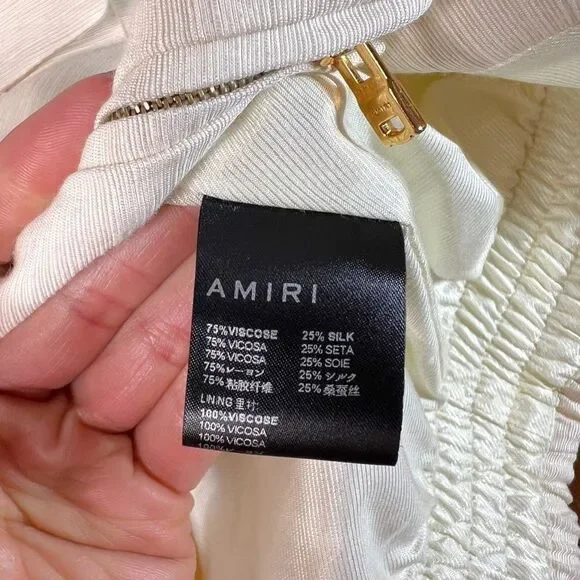 AMIRI
75% VISCOSE 25% SILK
75% VICOSA 25% SETA
75% VICOSA 25% SOIE
75% レーヨン 25% シルク
75% 粘胶纤维 25% 桑蚕丝
LINING 里衬
100% VISCOSE
100% VICOSA
100% VICOSA